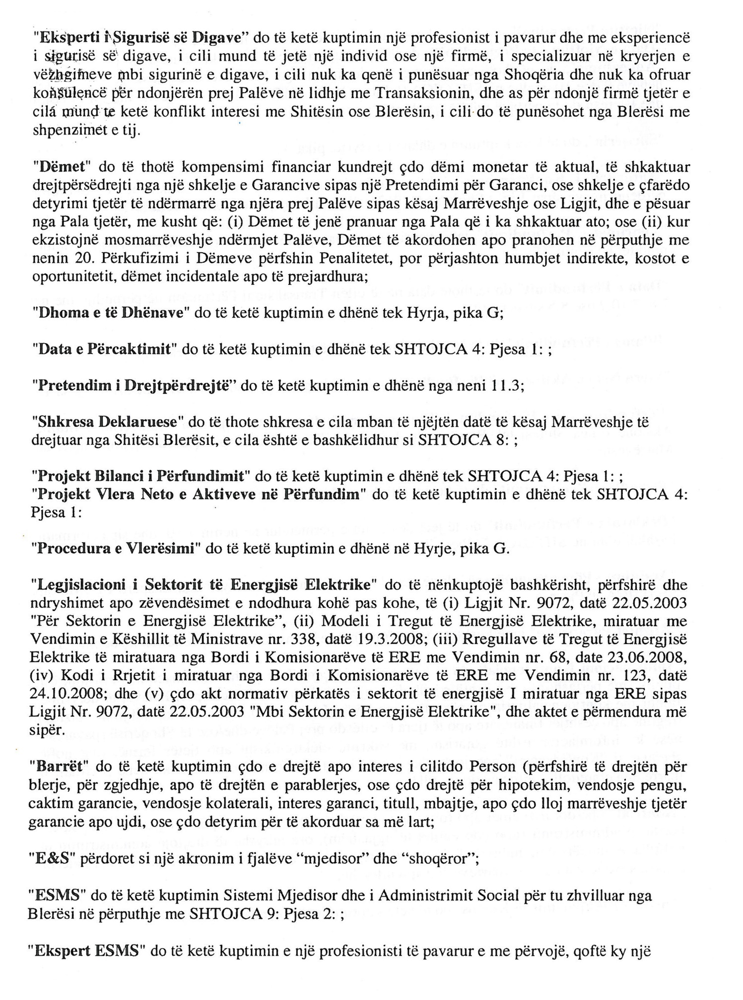 "Eksperti i Sigurisë së Digave” do të ketë kuptimin një profesionist i pavarur dhe me eksperiencë
i sigurisë së digave, i cili mund të jetë një individ ose një firmë, i specializuar në kryerjen e
vëzhgimeve mbi sigurinë e digave, i cili nuk ka qenë i punësuar nga Shoqëria dhe nuk ka ofruar
konsulencë për ndonjërën prej Palëve në lidhje me Transaksionin, dhe as për ndonjë firmë tjetër e
cila mund te ketë konflikt interesi me Shitësin ose Blerësin, i cili do të punësohet nga Blerësi me
shpenzimet e tij.
"Dëmet" do të thotë kompensimi financiar kundrejt çdo dëmi monetar të aktual, të shkaktuar
drejtpërsëdrejti nga një shkelje e Garancive sipas një Pretendimi për Garanci, ose shkelje e çfarëdo
detyrimi tjetër të ndërmarrë nga njëra prej Palëve sipas kësaj Marrëveshje ose Ligjit, dhe e pësuar
nga Pala tjetër, me kusht që: (i) Dëmet të jenë pranuar nga Pala që i ka shkaktuar ato; ose (ii) kur
ekzistojnë mosmarrëveshje ndërmjet Palëve, Dëmet të akordohen apo pranohen në përputhje me
nenin 20. Përkufizimi i Dëmeve përfshin Penalitetet, por përjashton humbjet indirekte, kostot e
oportunitetit, dëmet incidentale apo të prejardhura;
"Dhoma e të Dhënave" do të ketë kuptimin e dhënë tek Hyrja, pika G;
"Data e Përcaktimit" do të ketë kuptimin e dhënë tek SHTOJCA 4: Pjesa 1: ;
"Pretendim i Drejtpërdrejtë” do të ketë kuptimin e dhënë nga neni 11.3;
"Shkresa Deklaruese" do të thote shkresa e cila mban të njëjtën datë të kësaj Marrëveshje të
drejtuar nga Shitësi Blerësit, e cila është e bashkëlidhur si SHTOJCA 8: ;
"Projekt Bilanci i Përfundimit" do të ketë kuptimin e dhënë tek SHTOJCA 4: Pjesa 1: ;
"Projekt Vlera Neto e Aktiveve në Përfundim" do të ketë kuptimin e dhënë tek SHTOJCA 4:
Pjesa 1:
"Procedura e Vlerësimi" do të ketë kuptimin e dhënë në Hyrje, pika G.
"Legjislacioni i Sektorit të Energjisë Elektrike" do të nënkuptojë bashkërisht, përfshirë dhe
ndryshimet apo zëvendësimet e ndodhura kohë pas kohe, të (i) Ligjit Nr. 9072, datë 22.05.2003
"Për Sektorin e Energjisë Elektrike”, (ii) Modeli i Tregut të Energjisë Elektrike, miratuar me
Vendimin e Këshillit të Ministrave nr. 338, datë 19.3.2008; (iii) Rregullave të Tregut të Energjisë
Elektrike të miratuara nga Bordi i Komisionarëve të ERE me Vendimin nr. 68, date 23.06.2008,
(iv) Kodi i Rrjetit i miratuar nga Bordi i Komisionarëve të ERE me Vendimin nr. 123, datë
24.10.2008; dhe (v) çdo akt normativ përkatës i sektorit të energjisë I miratuar nga ERE sipas
Ligjit Nr. 9072, datë 22.05.2003 "Mbi Sektorin e Energjisë Elektrike", dhe aktet e përmendura më
sipër.
"Barrët" do të ketë kuptimin çdo e drejtë apo interes i cilitdo Person (përfshirë të drejtën për
blerje, për zgjedhje, apo të drejtën e parablerjes, ose çdo drejtë për hipotekim, vendosje pengu,
caktim garancie, vendosje kolaterali, interes garanci, titull, mbajtje, apo çdo lloj marrëveshje tjetër
garancie apo ujdi, ose çdo detyrim për të akorduar sa më lart;
"E&S" përdoret si një akronim i fjalëve “mjedisor” dhe “shoqëror”;
"ESMS" do të ketë kuptimin Sistemi Mjedisor dhe i Administrimit Social për tu zhvilluar nga
Blerësi në përputhje me SHTOJCA 9: Pjesa 2: ;
"Ekspert ESMS" do të ketë kuptimin e një profesionisti të pavarur e me përvojë, qoftë ky një